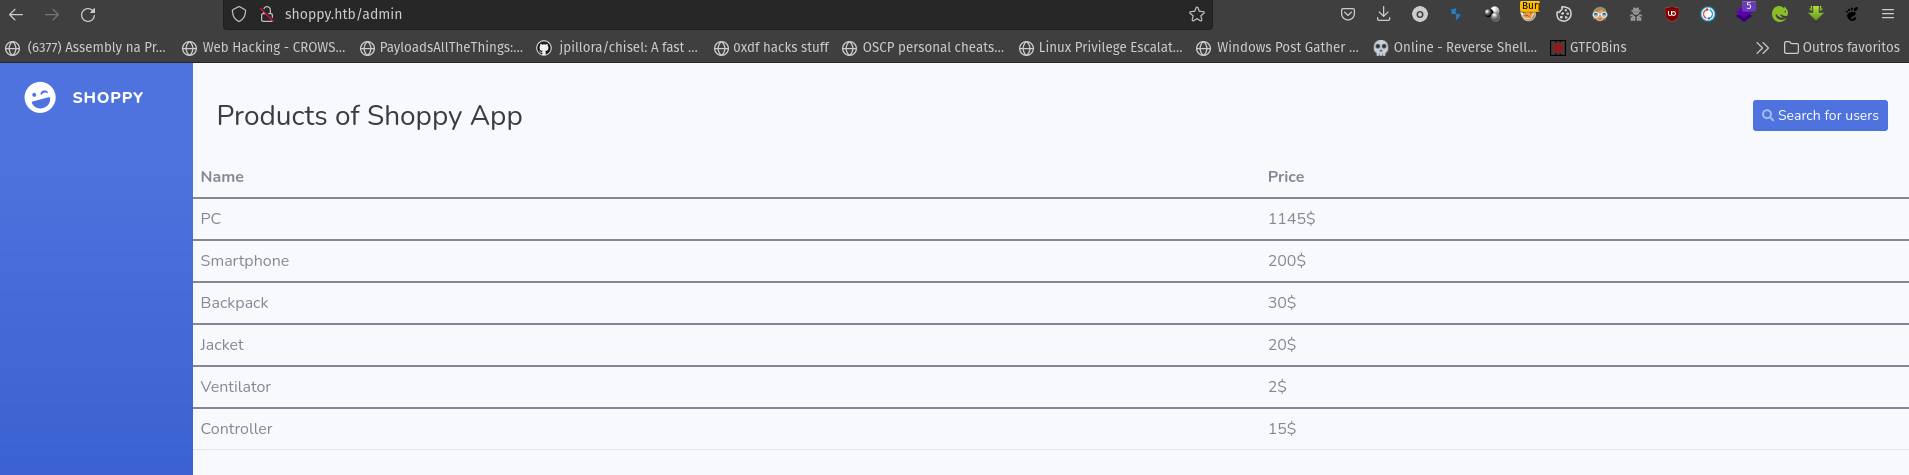 shoppy.htb/admin
Burr
5
(6377) Assembly na Pr... Web Hacking - CROWS... PayloadsAllTheThings:... jpillora/chisel: A fast ... 0xdf hacks stuff OSCP personal cheats... Linux Privilege Escalat... Windows Post Gather ... Online - Reverse Shell... GTFOBins Outros favoritos
SHOPPY
Products of Shoppy App
Search for users
Name Price
PC 1145$
Smartphone 200$
Backpack 30$
Jacket 20$
Ventilator 2$
Controller 15$